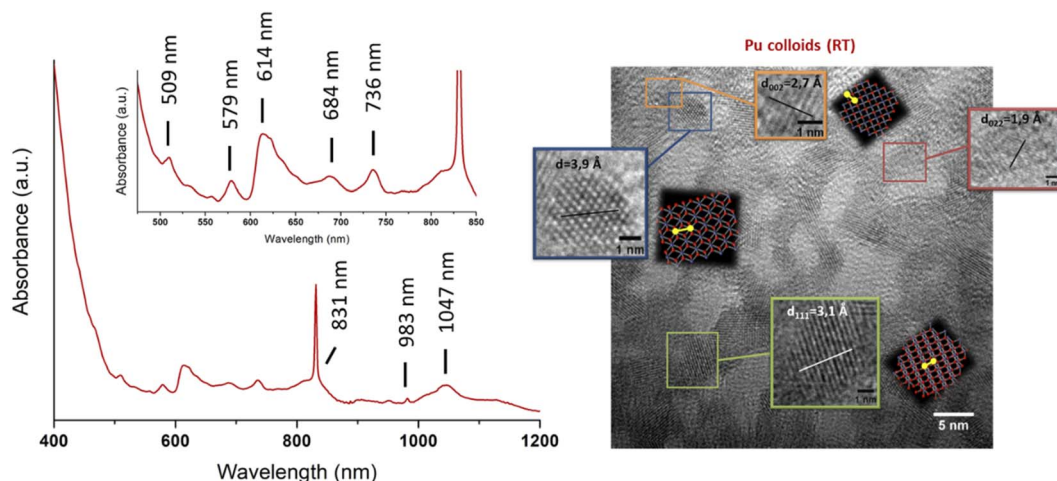 509 nm
579 nm
614 nm
684 nm
736 nm
Absorbance (a.u.)
500 550 600 650 700 750 800 850
Wavelength (nm)
831 nm
983 nm
1047 nm
Absorbance (a.u.)
400 600 800 1000 1200
Wavelength (nm)
Pu colloids (RT)
d002=2,7 Å
1 nm
d022=1,9 Å
1 nm
d=3,9 Å
1 nm
d111=3,1 Å
1 nm
5 nm